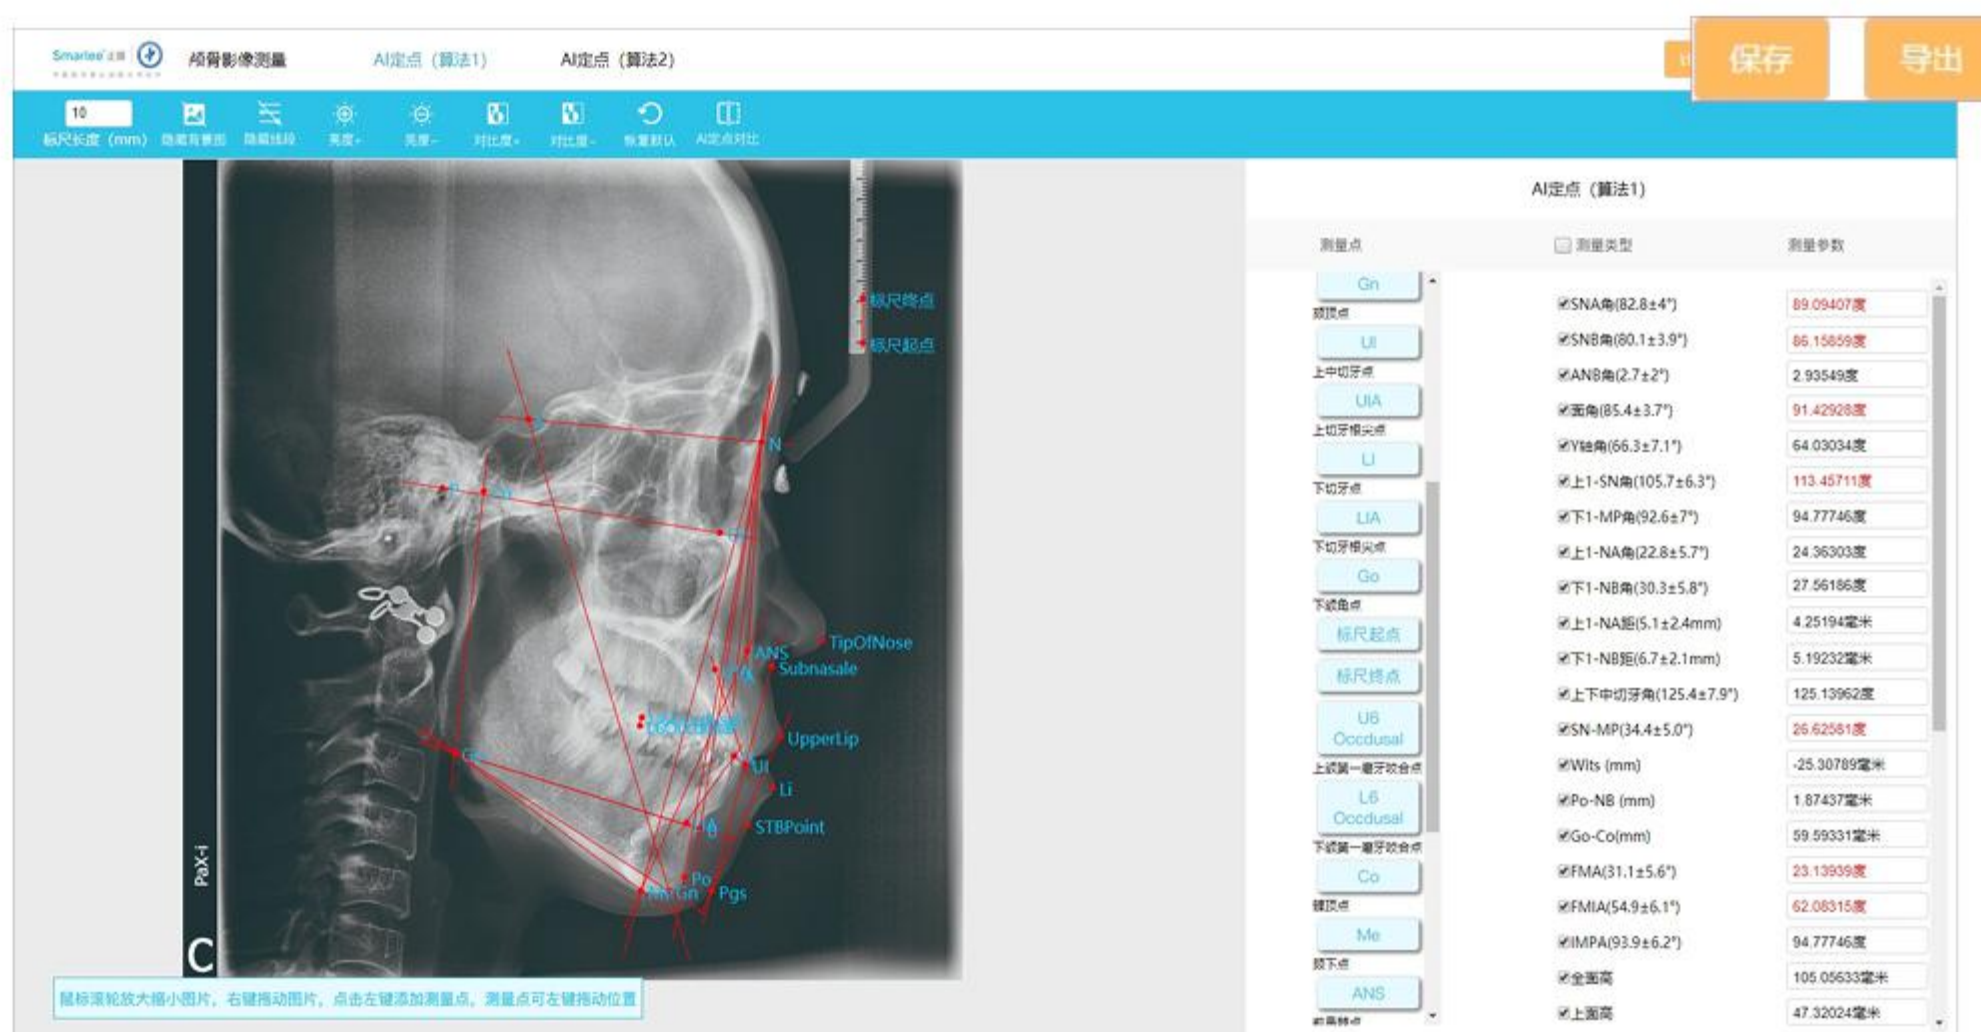 Smartee 正雅
颅骨影像测量
AI定点（算法1）
AI定点（算法2）
保存
导出
10
标尺长度（mm）
隐藏背景图
隐藏线段
亮度+
亮度-
对比度+
对比度-
恢复默认
AI定点对比
标尺终点
标尺起点
N
TipOfNose
ANS
Subnasale
UpperLip
UI
Li
STBPoint
Po
Gn
Pgs
PaX-i
C
鼠标滚轮放大缩小图片，右键拖动图片，点击左键添加测量点，测量点可左键拖动位置
AI定点（算法1）
测量点
测量类型
测量参数
Gn
颏顶点
UI
上中切牙点
UIA
上切牙根尖点
LI
下切牙点
LIA
下切牙根尖点
Go
下颌角点
标尺起点
标尺终点
U6
Occdusal
上颌第一磨牙咬合点
L6
Occdusal
下颌第一磨牙咬合点
Co
髁顶点
Me
颏下点
ANS
前鼻棘点
SNA角(82.8±4°) 89.09407度
SNB角(80.1±3.9°) 86.15859度
ANB角(2.7±2°) 2.93549度
面角(85.4±3.7°) 91.42928度
Y轴角(66.3±7.1°) 64.03034度
上1-SN角(105.7±6.3°) 113.45711度
下1-MP角(92.6±7°) 94.77746度
上1-NA角(22.8±5.7°) 24.36303度
下1-NB角(30.3±5.8°) 27.56186度
上1-NA距(5.1±2.4mm) 4.25194毫米
下1-NB距(6.7±2.1mm) 5.19232毫米
上下中切牙角(125.4±7.9°) 125.13962度
SN-MP(34.4±5.0°) 26.62581度
Wits (mm) -25.30789毫米
Po-NB (mm) 1.87437毫米
Go-Co(mm) 59.59331毫米
FMA(31.1±5.6°) 23.13939度
FMIA(54.9±6.1°) 62.08315度
IMPA(93.9±6.2°) 94.77746度
全面高 105.05633毫米
上面高 47.32024毫米